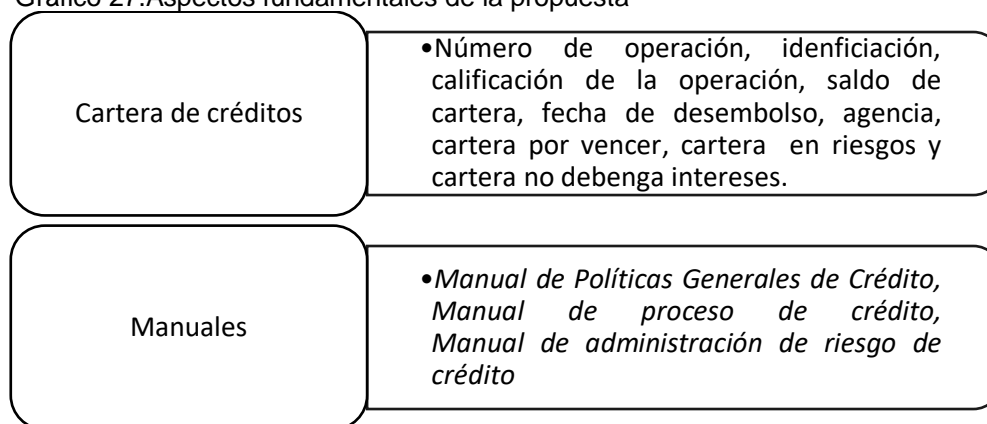 Gráfico 27.Aspectos fundamentales de la propuesta
Cartera de créditos
•Número de operación, idenficiación,
calificación de la operación, saldo de
cartera, fecha de desembolso, agencia,
cartera por vencer, cartera en riesgos y
cartera no debenga intereses.
Manuales
•Manual de Políticas Generales de Crédito,
Manual de proceso de crédito,
Manual de administración de riesgo de
crédito